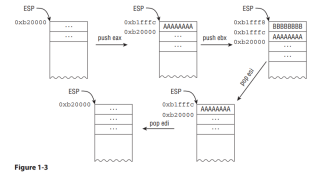 ESP
0xb20000
...
...
push eax
ESP
0xb1fffc
0xb20000
AAAAAAAA
...
...
push ebx
ESP
0xb1fff8
0xb1fffc
0xb20000
BBBBBBBB
AAAAAAAA
...
pop edi
ESP
0xb1fffc
0xb20000
AAAAAAAA
...
...
pop edi
ESP
0xb20000
...
...
...
Figure 1-3